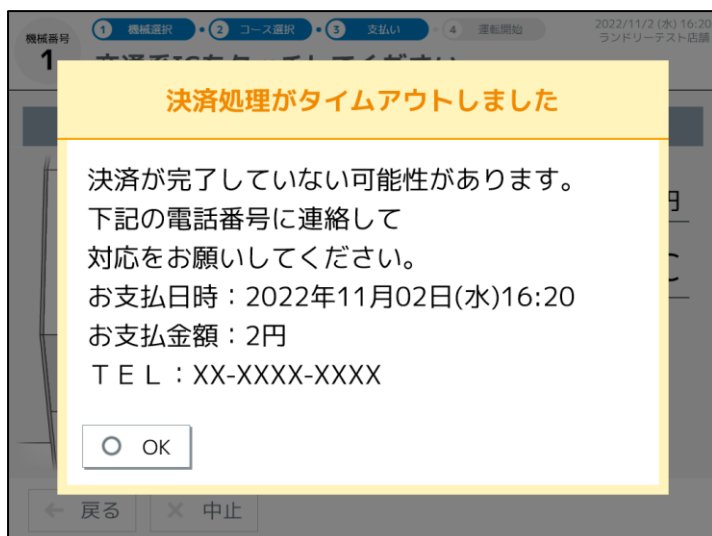 機械番号
1
1 機械選択
2 コース選択
3 支払い
4 運転開始
2022/11/2 (水) 16:20
ランドリーテスト店舗
決済処理がタイムアウトしました
決済が完了していない可能性があります。
下記の電話番号に連絡して
対応をお願いしてください。
お支払日時：2022年11月02日(水)16:20
お支払金額：2円
ＴＥＬ：XX-XXXX-XXXX
OK
円
C
← 戻る
× 中止